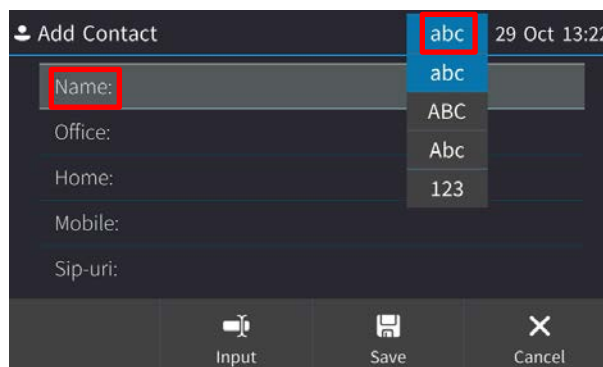 Add Contact abc 29 Oct 13:22
Name: abc
ABC
Office:
Abc
Home:
123
Mobile:
Sip-uri:
Input Save Cancel